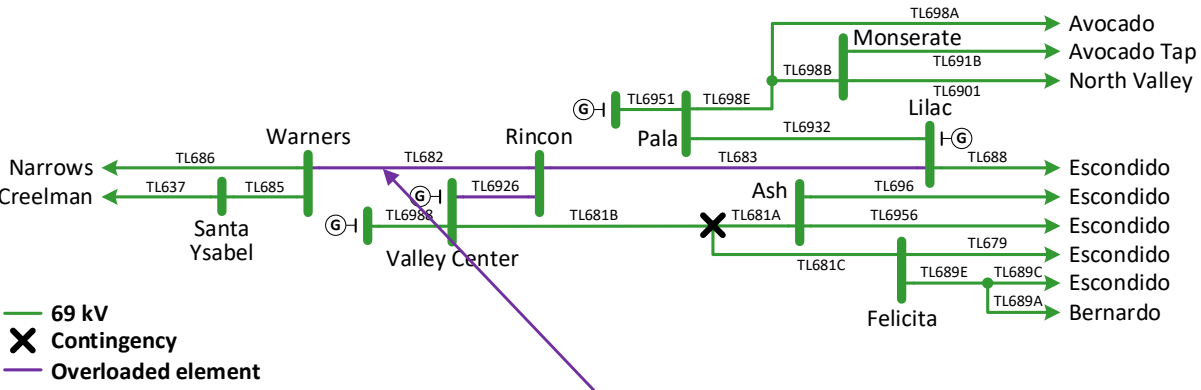 TL698A
Avocado
Monserate
Avocado Tap
TL698B
TL691B
North Valley
TL6901
TL6951
TL698E
G
Lilac
Warners
Rincon
Pala
TL6932
G
Narrows
TL686
TL682
TL683
TL688
Escondido
Creelman
TL637
TL685
G
TL6926
Ash
TL696
Escondido
Santa
Ysabel
G
TL681B
TL681A
TL6956
Escondido
Valley Center
TL681C
TL679
Escondido
TL689E
TL689C
Escondido
Felicita
TL689A
Bernardo
69 kV
Contingency
Overloaded element